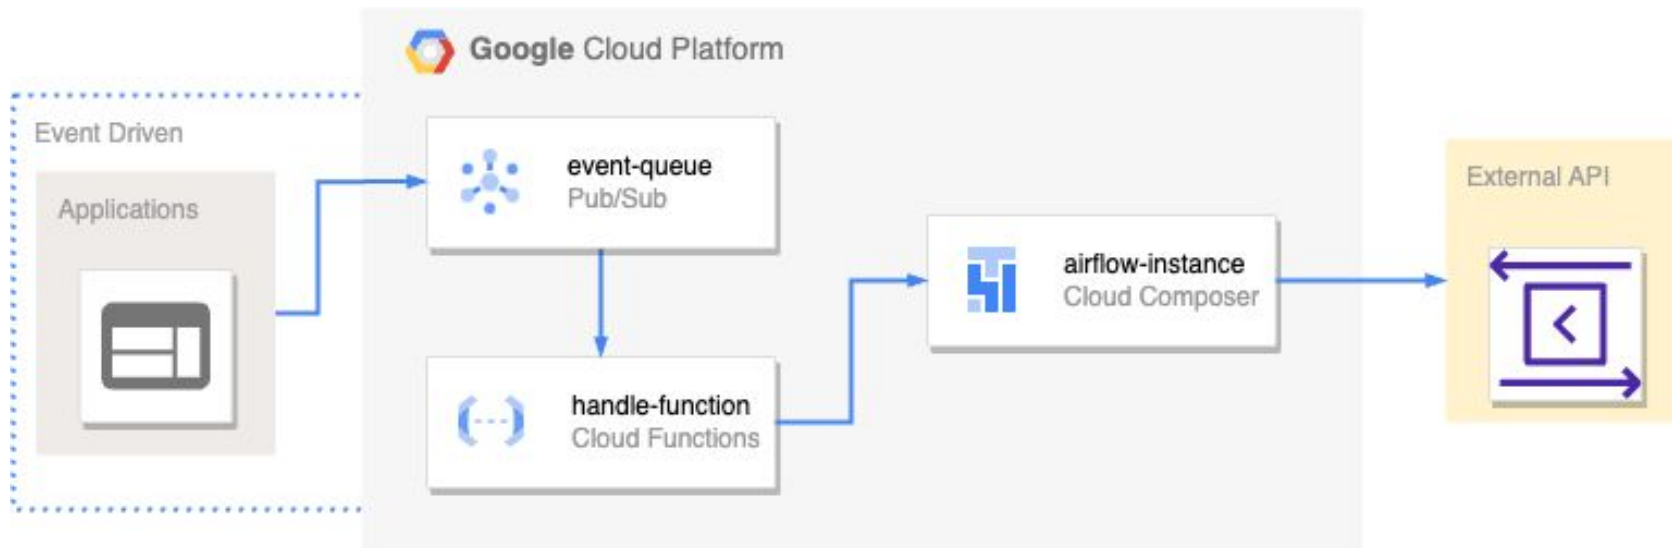 Google Cloud Platform
Event Driven
Applications
event-queue
Pub/Sub
handle-function
Cloud Functions
airflow-instance
Cloud Composer
External API